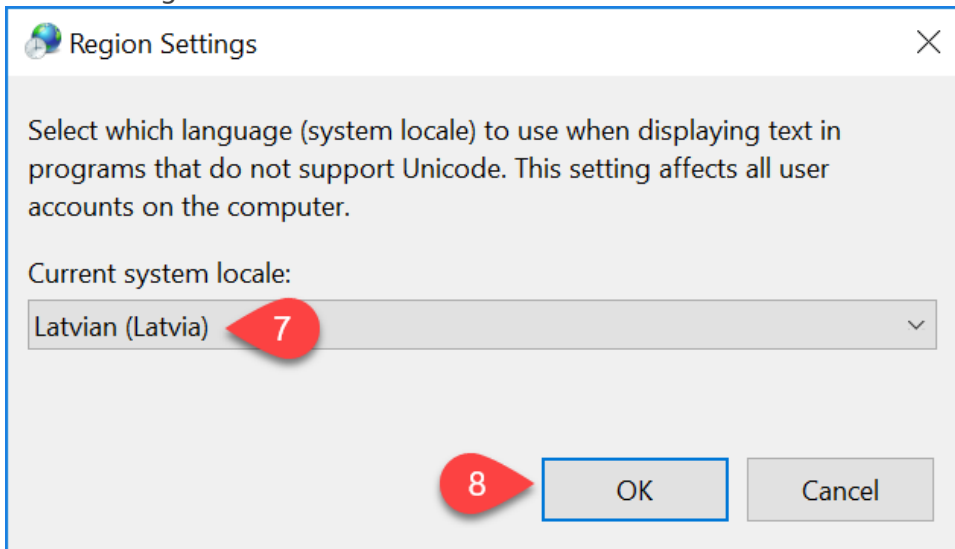 Region Settings
Select which language (system locale) to use when displaying text in
programs that do not support Unicode. This setting affects all user
accounts on the computer.
Current system locale:
Latvian (Latvia) 7
8 OK Cancel